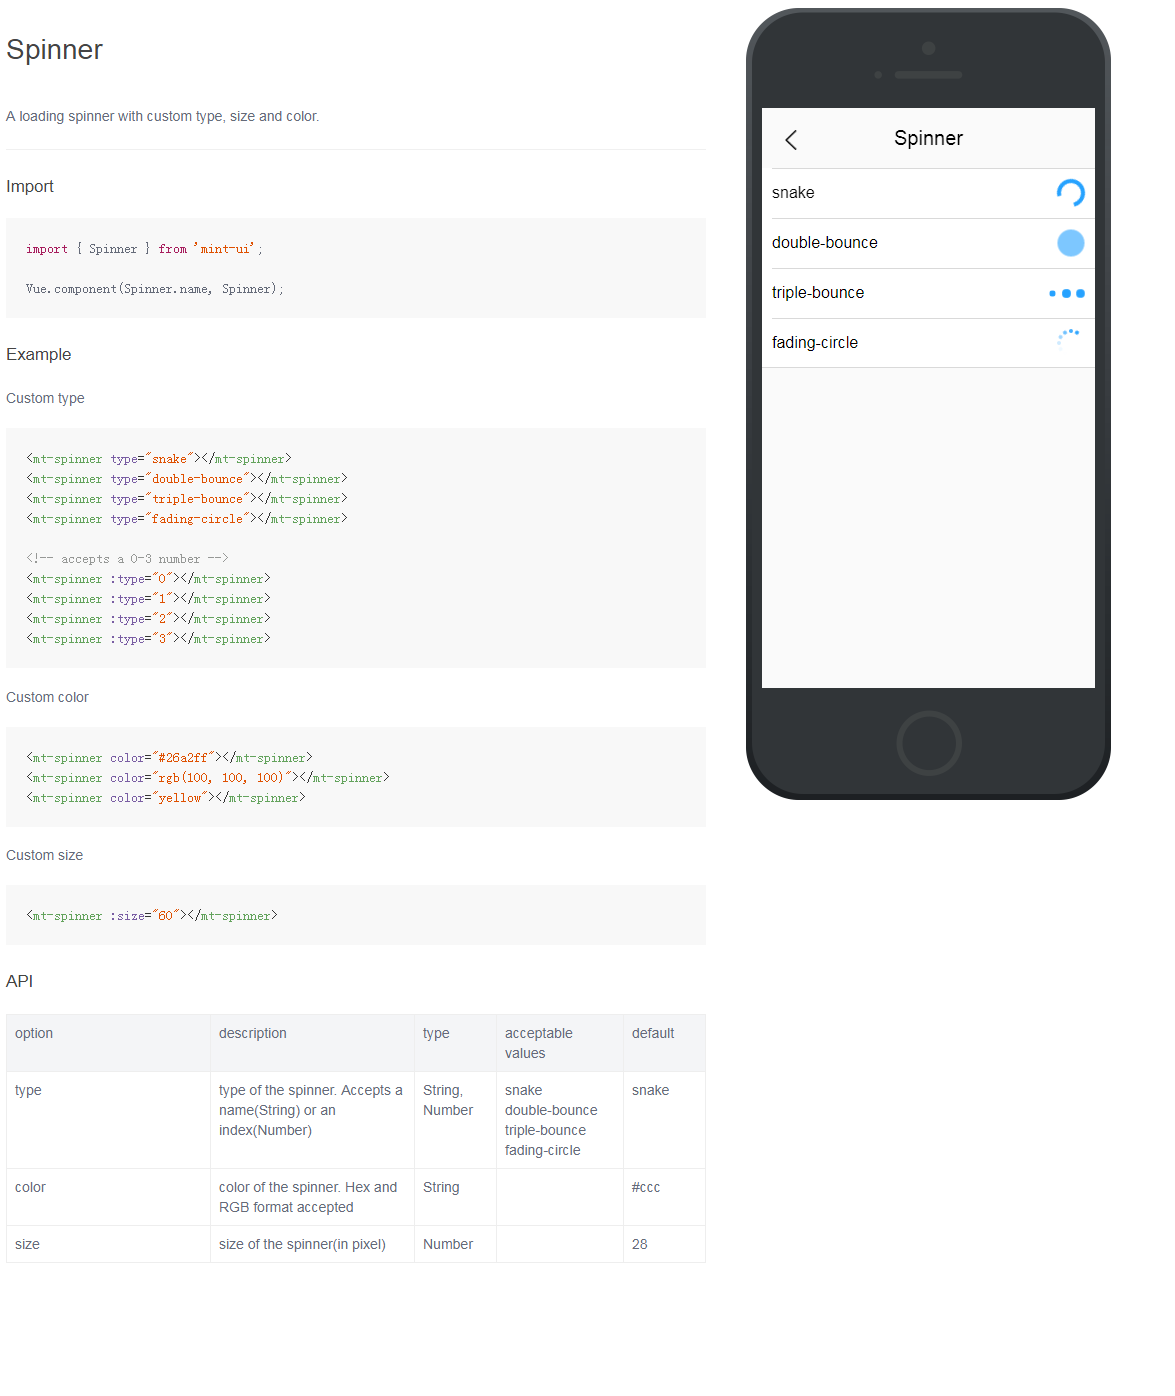 Spinner
A loading spinner with custom type, size and color.
Import
import { Spinner } from 'mint-ui';
Vue.component(Spinner.name, Spinner);
Example
Custom type
<mt-spinner type="snake"></mt-spinner>
<mt-spinner type="double-bounce"></mt-spinner>
<mt-spinner type="triple-bounce"></mt-spinner>
<mt-spinner type="fading-circle"></mt-spinner>
<!-- accepts a 0-3 number -->
<mt-spinner :type="0"></mt-spinner>
<mt-spinner :type="1"></mt-spinner>
<mt-spinner :type="2"></mt-spinner>
<mt-spinner :type="3"></mt-spinner>
Custom color
<mt-spinner color="#26a2ff"></mt-spinner>
<mt-spinner color="rgb(100, 100, 100)"></mt-spinner>
<mt-spinner color="yellow"></mt-spinner>
Custom size
<mt-spinner :size="60"></mt-spinner>
API
option description type acceptable values default
type type of the spinner. Accepts a name(String) or an index(Number) String, Number snake double-bounce triple-bounce fading-circle snake
color color of the spinner. Hex and RGB format accepted String #ccc
size size of the spinner(in pixel) Number 28
Spinner
snake
double-bounce
triple-bounce
fading-circle